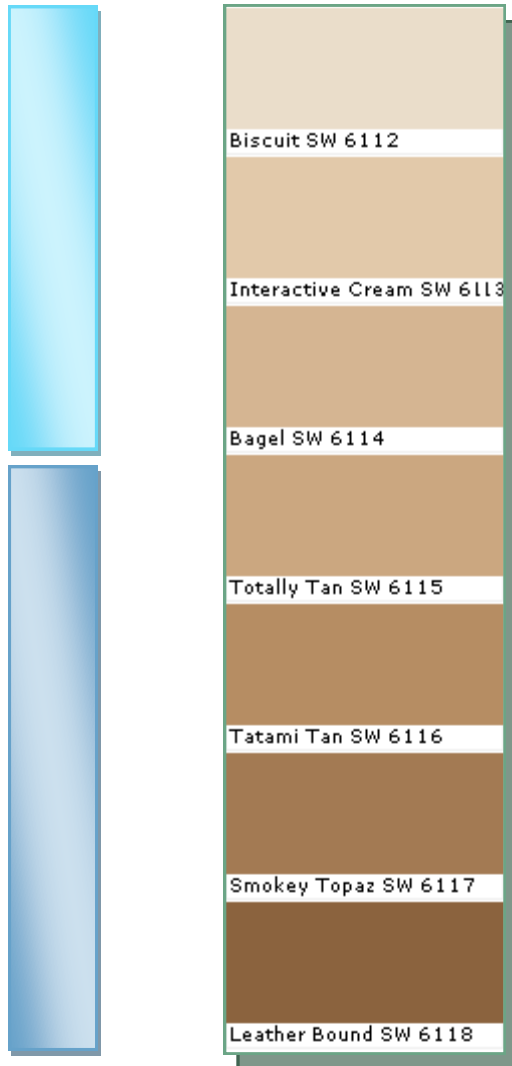 Biscuit SW 6112
Interactive Cream SW 6113
Bagel SW 6114
Totally Tan SW 6115
Tatami Tan SW 6116
Smokey Topaz SW 6117
Leather Bound SW 6118